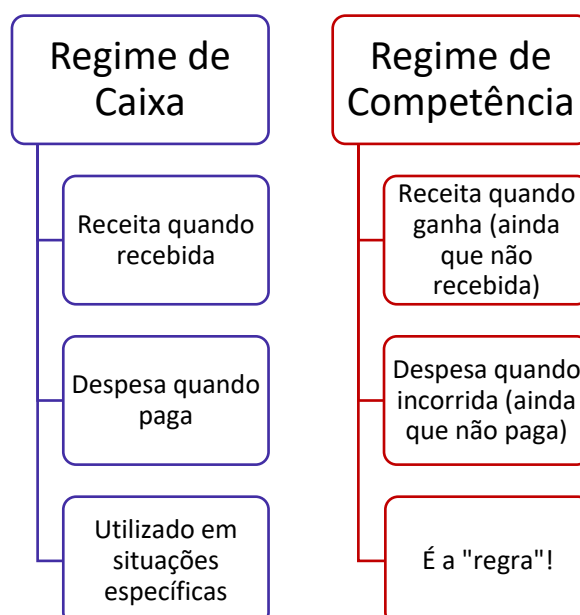 Regime de
Caixa
Receita quando
recebida
Despesa quando
paga
Utilizado em
situações
específicas
Regime de
Competência
Receita quando
ganha (ainda
que não
recebida)
Despesa quando
incorrida (ainda
que não paga)
É a "regra"!